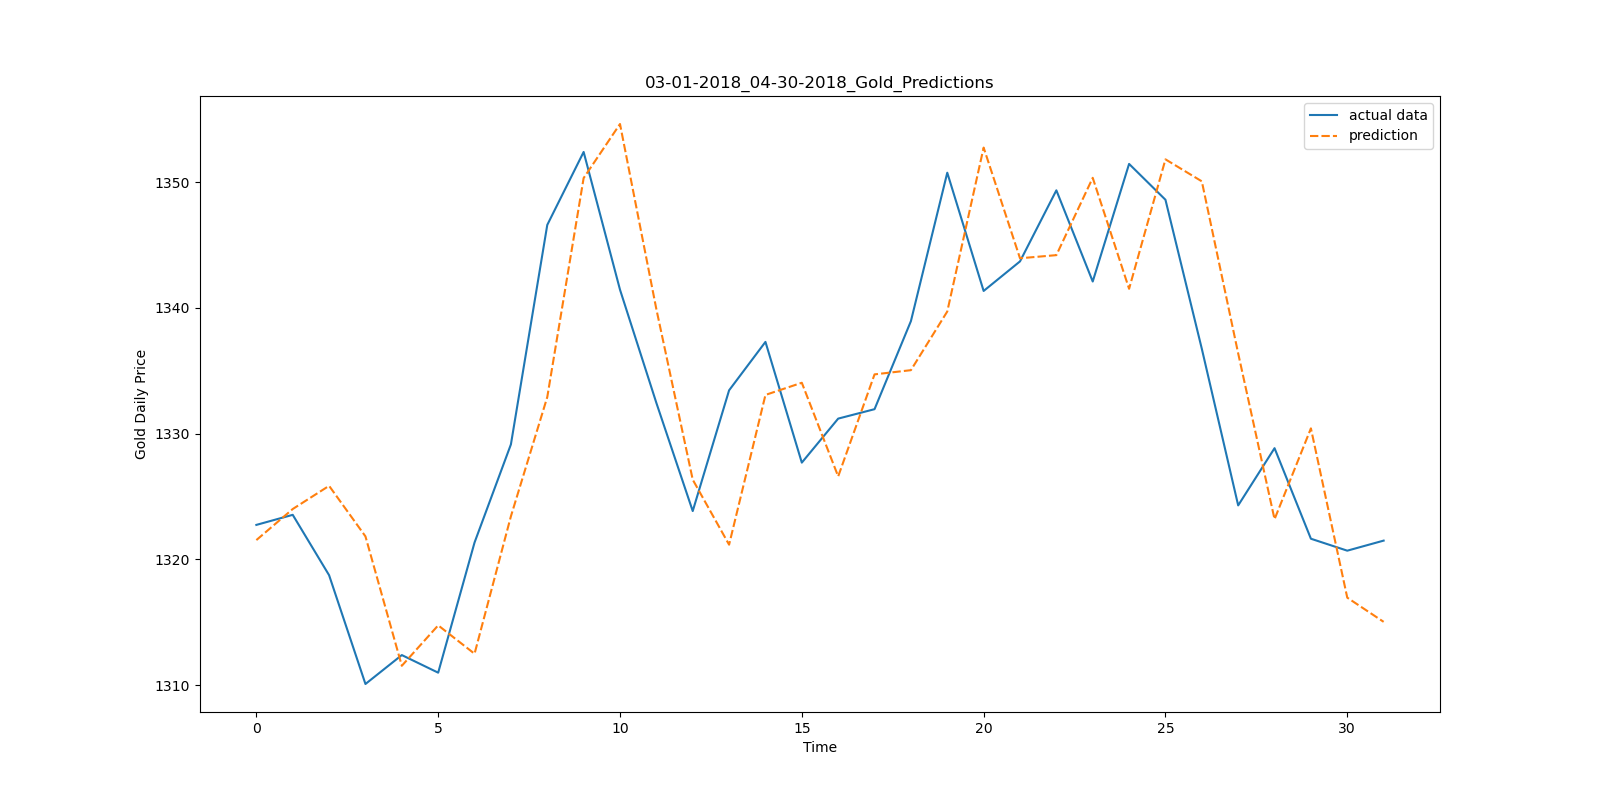 03-01-2018_04-30-2018_Gold_Predictions
actual data
prediction
Gold Daily Price
1350
1340
1330
1320
1310
0 5 10 15 20 25 30
Time